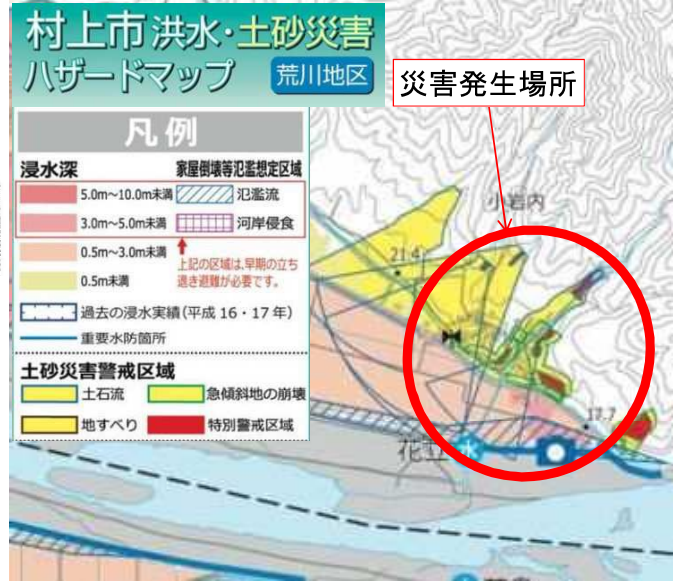 村上市 洪水・土砂災害
ハザードマップ 荒川地区
災害発生場所
凡例
浸水深 家屋倒壊等氾濫想定区域
5.0m～10.0m未満 氾濫流
3.0m～5.0m未満 河岸侵食
0.5m～3.0m未満
0.5m未満
上記の区域は、早期の立ち
退き避難が必要です。
過去の浸水実績(平成16・17年)
重要水防箇所
土砂災害警戒区域
土石流 急傾斜地の崩壊
地すべり 特別警戒区域
小岩内
21.4
17.7
花立
水